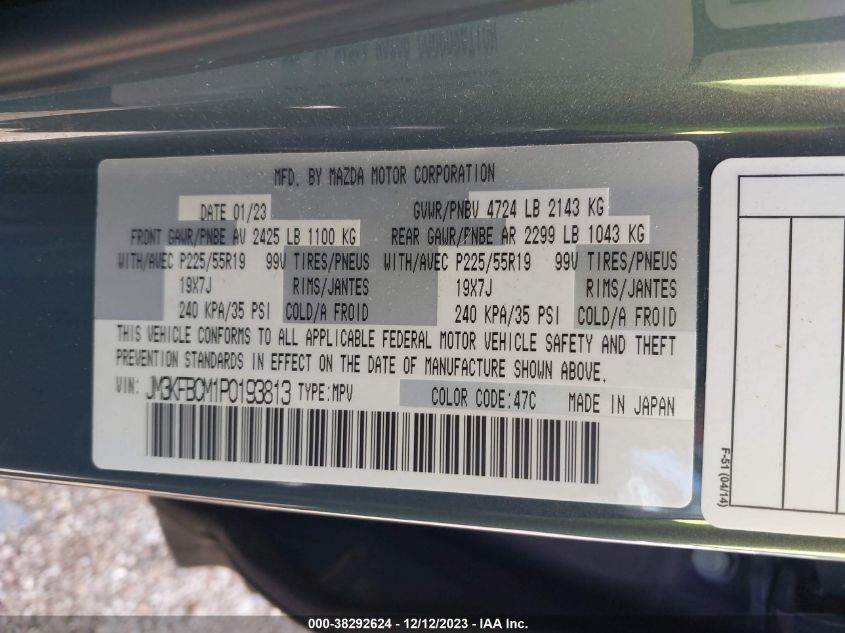 MFD. BY MAZDA MOTOR CORPORATION
DATE 01/23 GVWR/PNBV 4724 LB 2143 KG
FRONT GAWR/PNBE AV 2425 LB 1100 KG REAR GAWR/PNBE AR 2299 LB 1043 KG
WITH/AVEC P225/55R19 99V TIRES/PNEUS WITH/AVEC P225/55R19 99V TIRES/PNEUS
19X7J RIMS/JANTES 19X7J RIMS/JANTES
240 KPA/35 PSI COLD/A FROID 240 KPA/35 PSI COLD/A FROID
THIS VEHICLE CONFORMS TO ALL APPLICABLE FEDERAL MOTOR VEHICLE SAFETY AND THEFT
PREVENTION STANDARDS IN EFFECT ON THE DATE OF MANUFACTURE SHOWN ABOVE.
VIN: JM3KFBCM1P0193813 TYPE:MPV COLOR CODE:47C MADE IN JAPAN
F-51 (04/14)
000-38292624 - 12/12/2023 - IAA Inc.